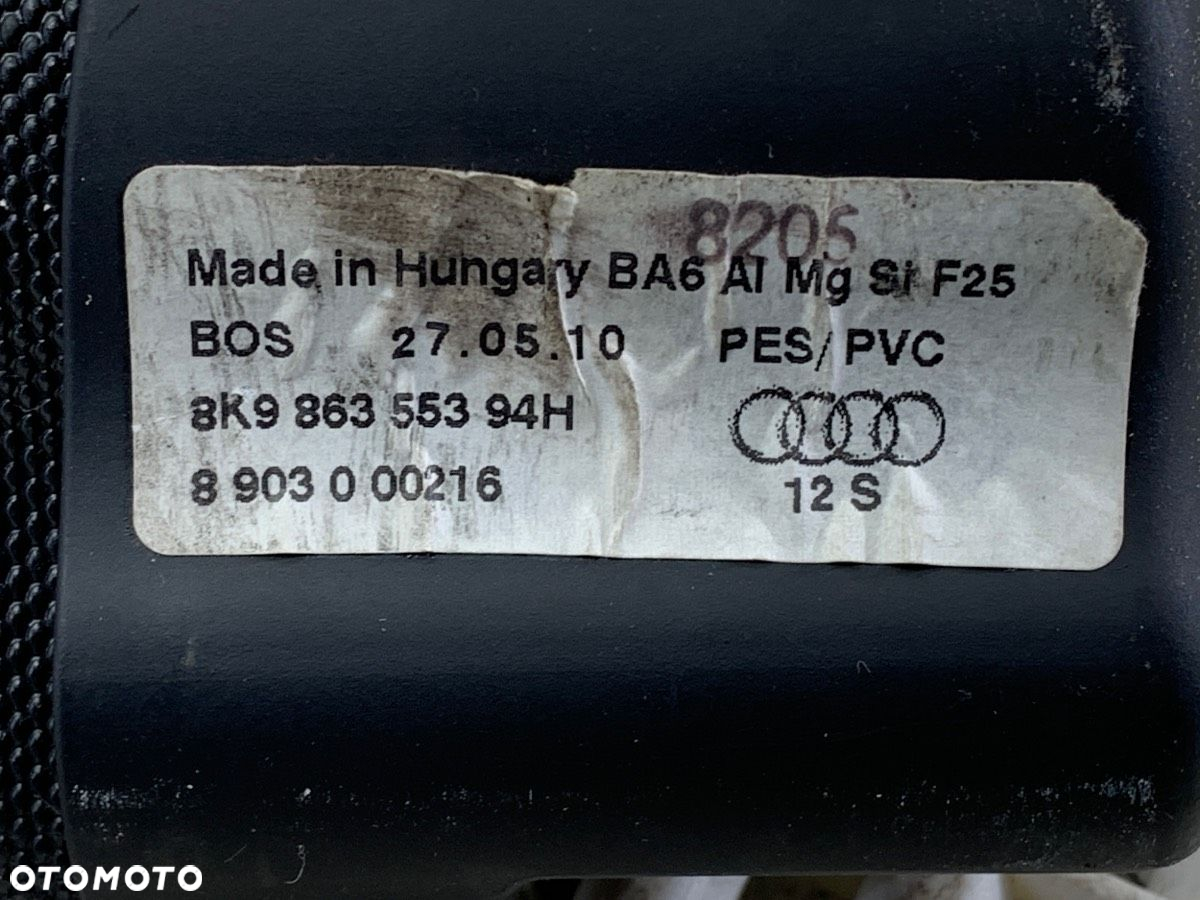 8205
Made in Hungary BA6 Al Mg Si F25
BOS 27.05.10 PES/PVC
8K9 863 553 94H
8 903 0 00216
12 S
OTOMOTO